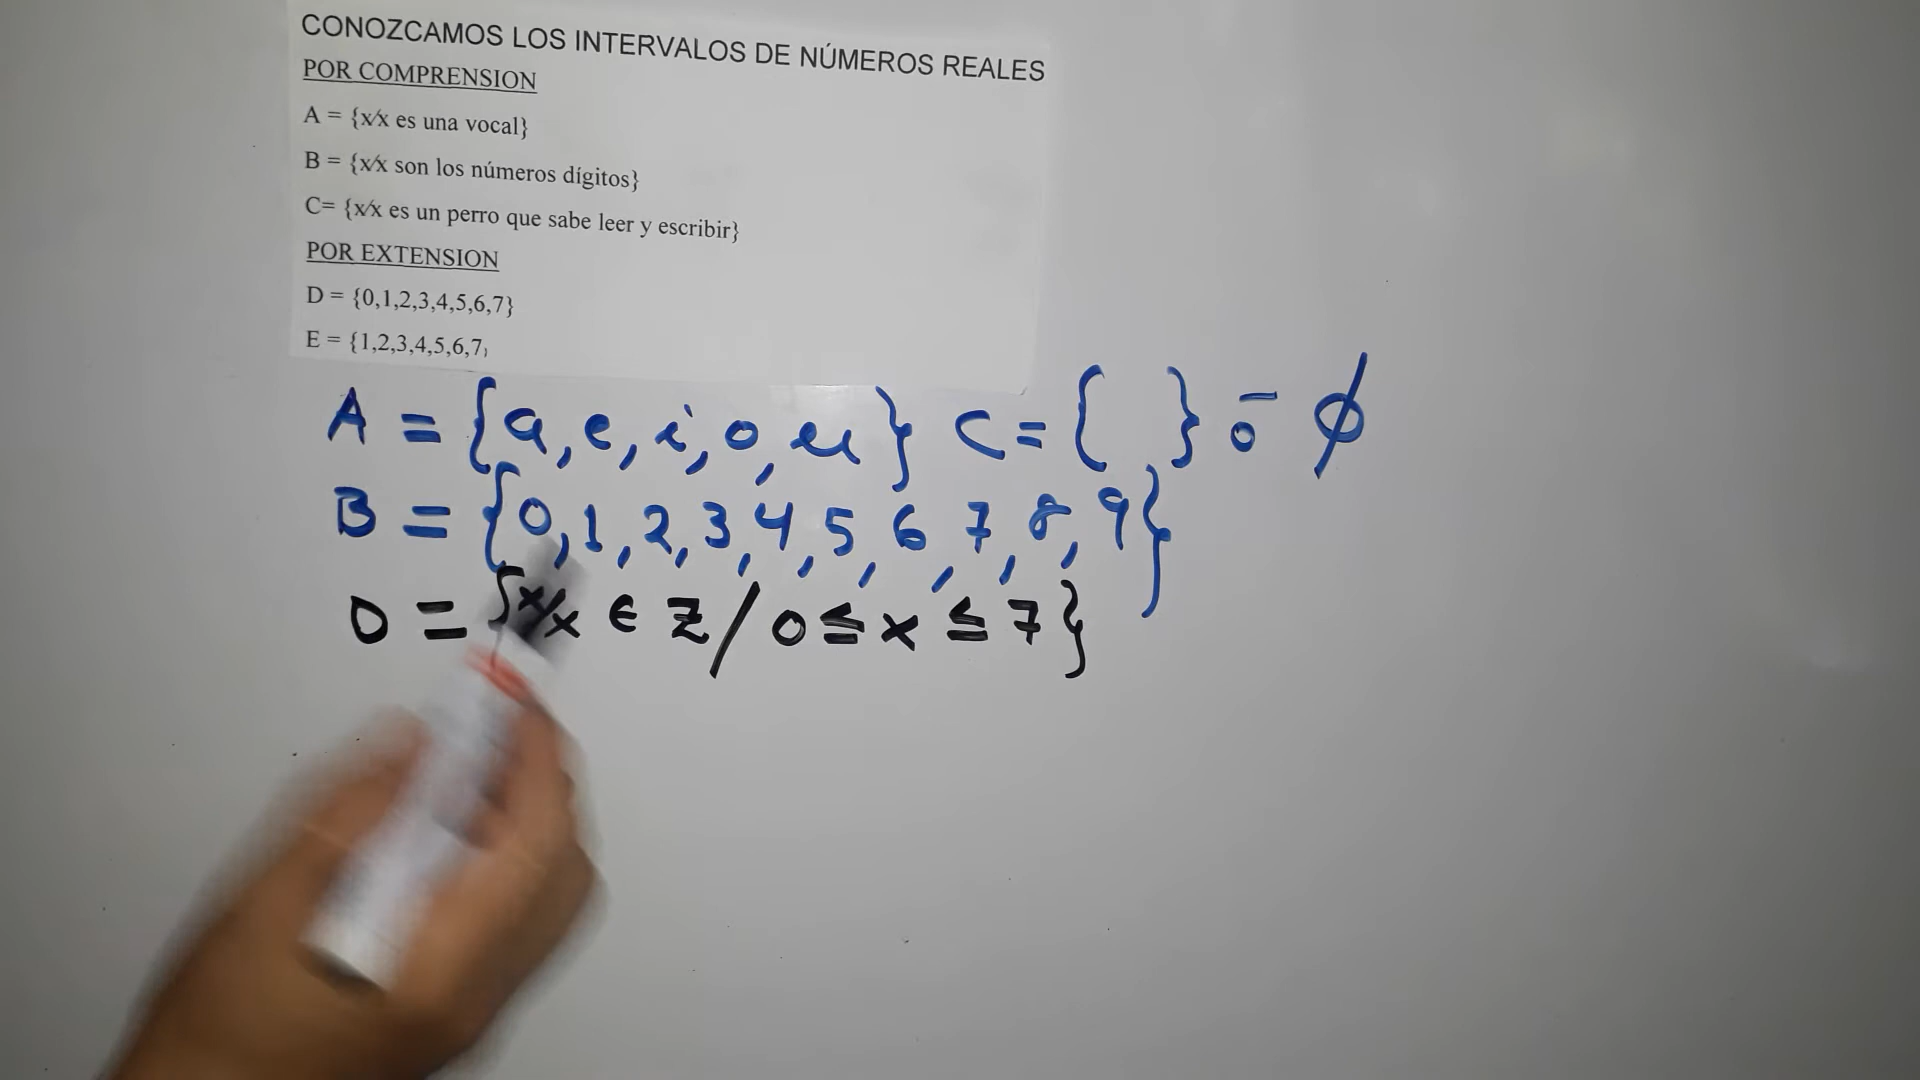 CONOZCAMOS LOS INTERVALOS DE NÚMEROS REALES
POR COMPRENSION
A = {x/x es una vocal}
B = {x/x son los números dígitos}
C= {x/x es un perro que sabe leer y escribir}
POR EXTENSION
D = {0,1,2,3,4,5,6,7}
E = {1,2,3,4,5,6,7}
A = {a, e, i, o, u} C = { } ō ϕ
B = {0, 1, 2, 3, 4, 5, 6, 7, 8, 9}
D = {x/x ∈ Z / 0 ≤ x ≤ 7}